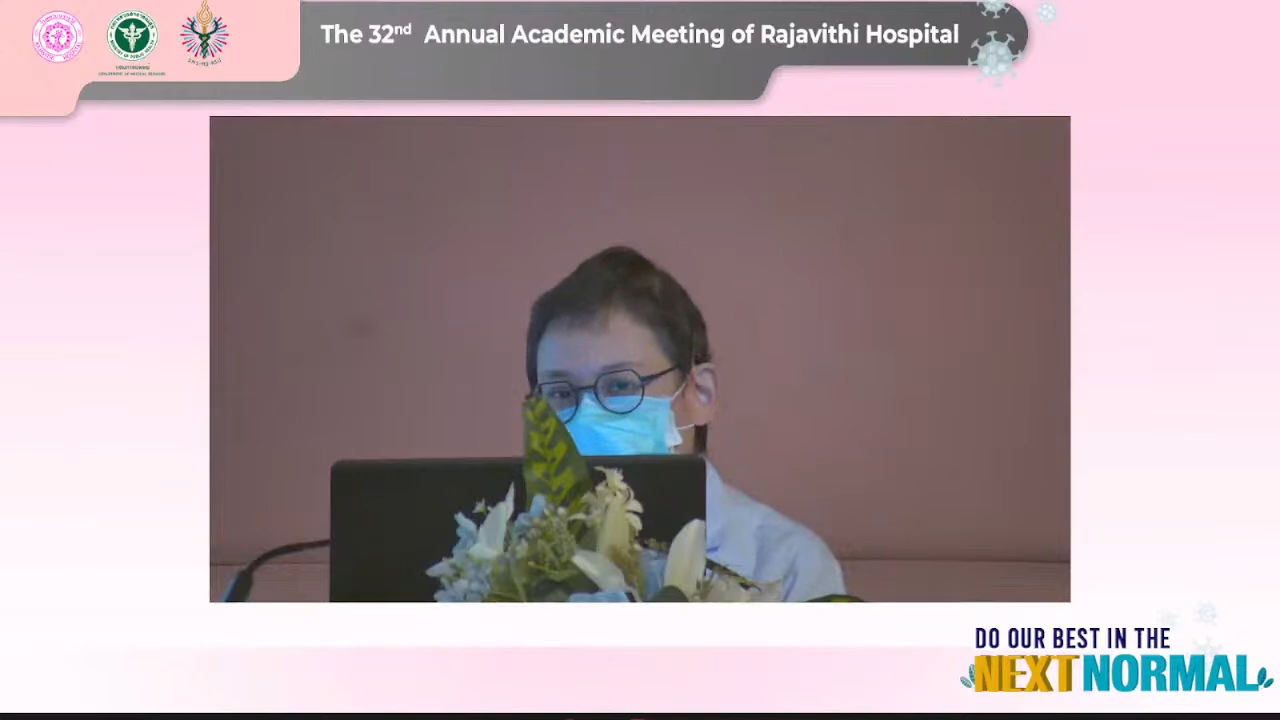 The 32nd Annual Academic Meeting of Rajavithi Hospital
DO OUR BEST IN THE
NEXT NORMAL